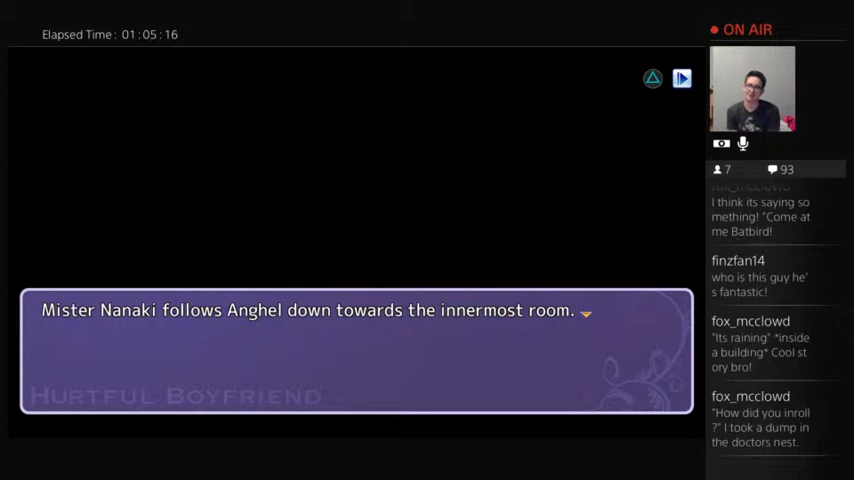 Elapsed Time: 01:05:16
ON AIR
7
93
fox_mcclowd
I think its saying so
mething! "Come at
me Batbird!
finzfan14
who is this guy he'
s fantastic!
fox_mcclowd
"Its raining" *inside
a building* Cool st
ory bro!
fox_mcclowd
"How did you inroll
?" I took a dump in
the doctors nest.
Mister Nanaki follows Anghel down towards the innermost room.
HURTFUL BOYFRIEND